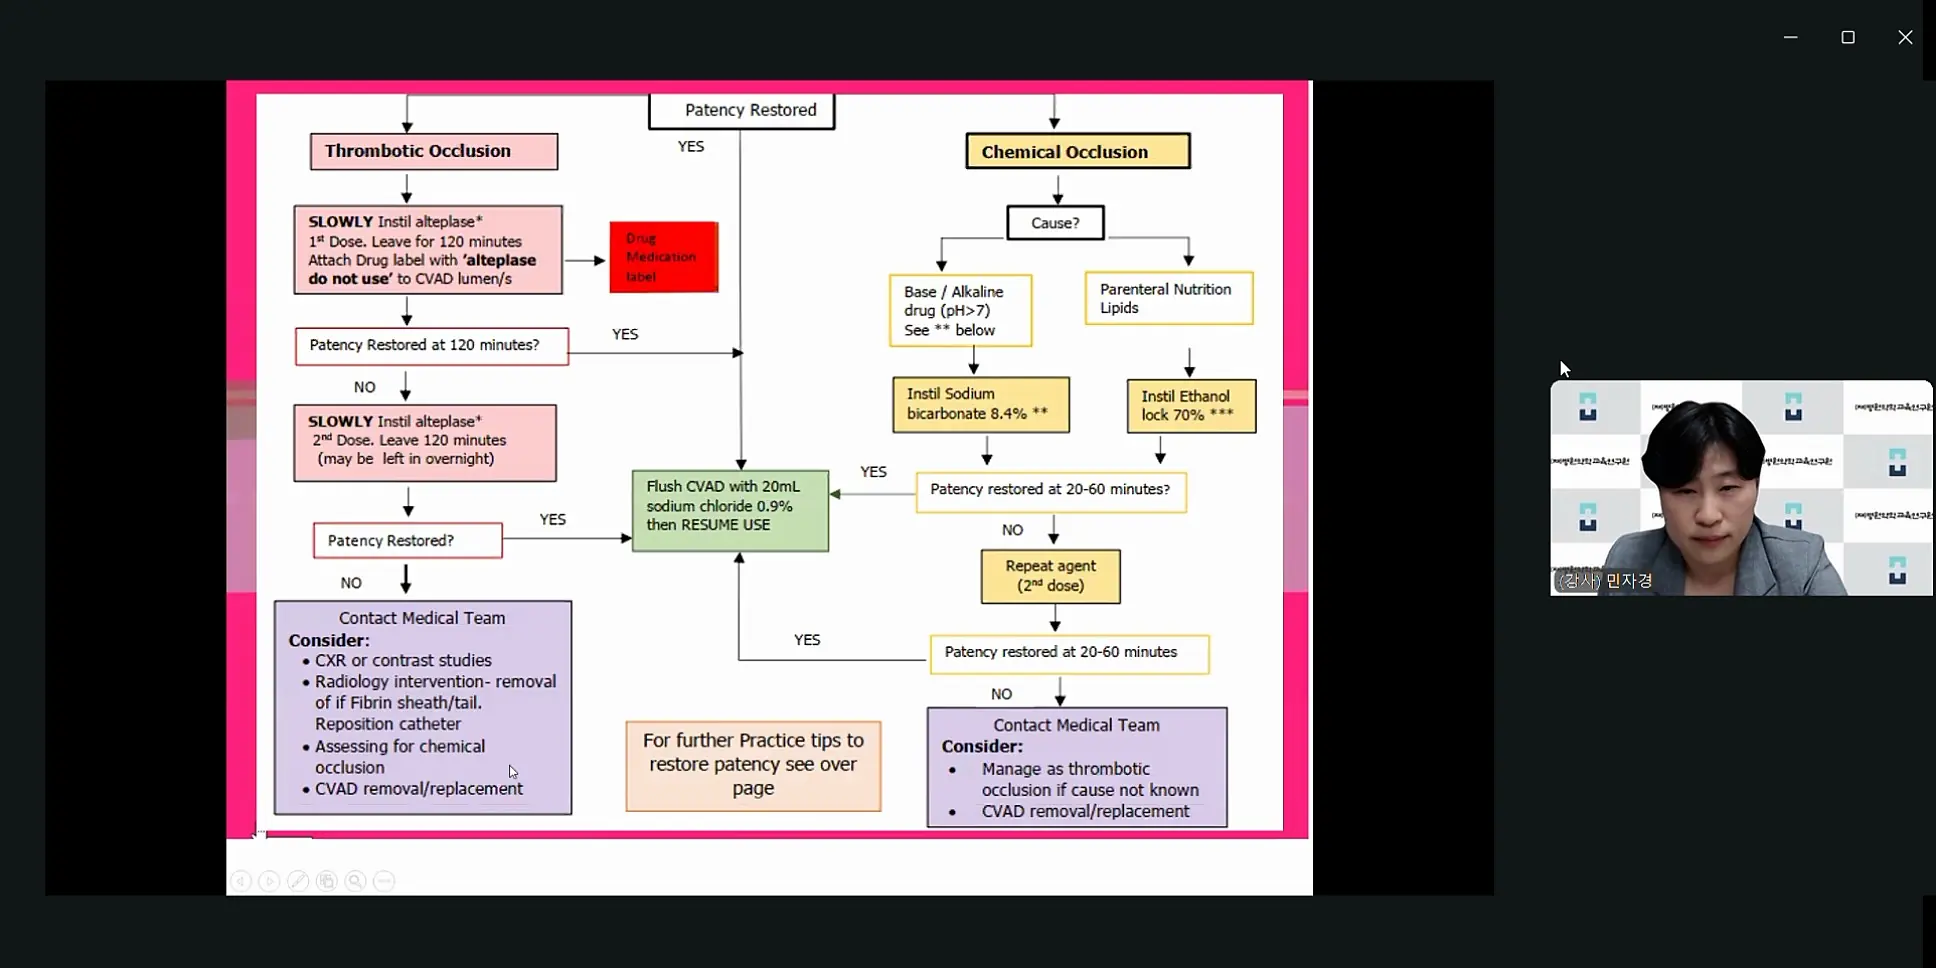 Patency Restored
YES
Thrombotic Occlusion
SLOWLY Instil alteplase*
1st Dose. Leave for 120 minutes
Attach Drug label with ‘alteplase
do not use’ to CVAD lumen/s
Drug
Medication
label
Patency Restored at 120 minutes?
YES
NO
SLOWLY Instil alteplase*
2nd Dose. Leave 120 minutes
(may be left in overnight)
Patency Restored?
YES
NO
Contact Medical Team
Consider:
• CXR or contrast studies
• Radiology intervention- removal
of if Fibrin sheath/tail.
Reposition catheter
• Assessing for chemical
occlusion
• CVAD removal/replacement
Flush CVAD with 20mL
sodium chloride 0.9%
then RESUME USE
For further Practice tips to
restore patency see over
page
Chemical Occlusion
Cause?
Base / Alkaline
drug (pH>7)
See ** below
Parenteral Nutrition
Lipids
Instil Sodium
bicarbonate 8.4% **
Instil Ethanol
lock 70% ***
Patency restored at 20-60 minutes?
YES
NO
Repeat agent
(2nd dose)
Patency restored at 20-60 minutes
YES
NO
Contact Medical Team
Consider:
• Manage as thrombotic
occlusion if cause not known
• CVAD removal/replacement
(강사) 민자경